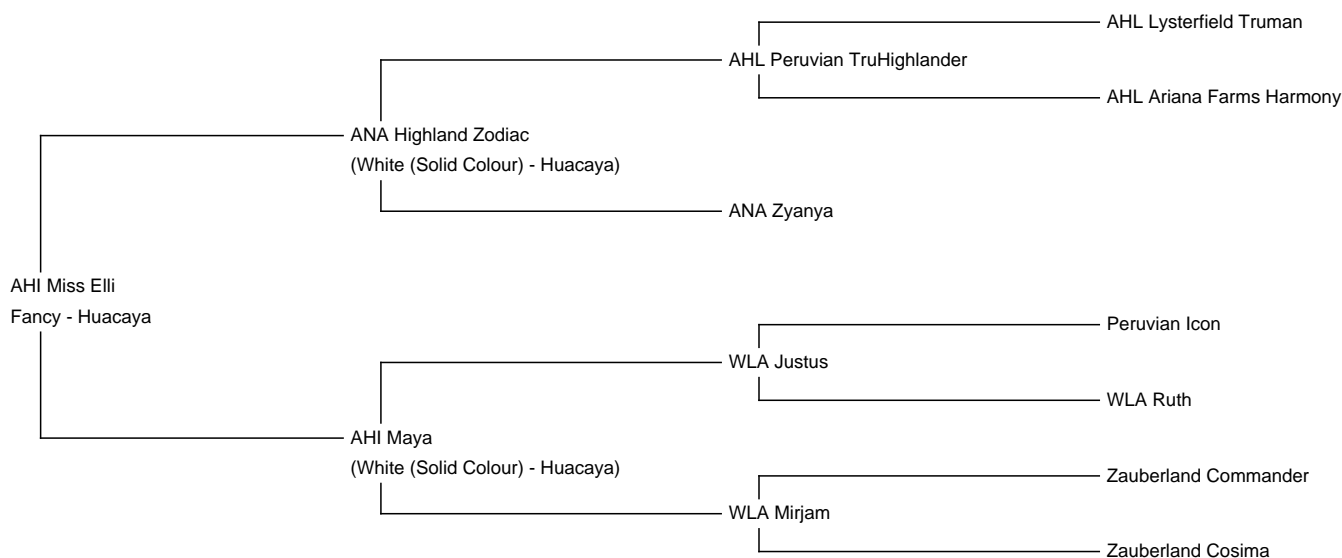 AHL Lysterfield Truman
AHL Peruvian TruHighlander
AHL Ariana Farms Harmony
ANA Highland Zodiac
(White (Solid Colour) - Huacaya)
ANA Zyanya
AHI Miss Elli
Fancy - Huacaya
Peruvian Icon
WLA Justus
WLA Ruth
AHI Maya
(White (Solid Colour) - Huacaya)
Zauberland Commander
WLA Mirjam
Zauberland Cosima